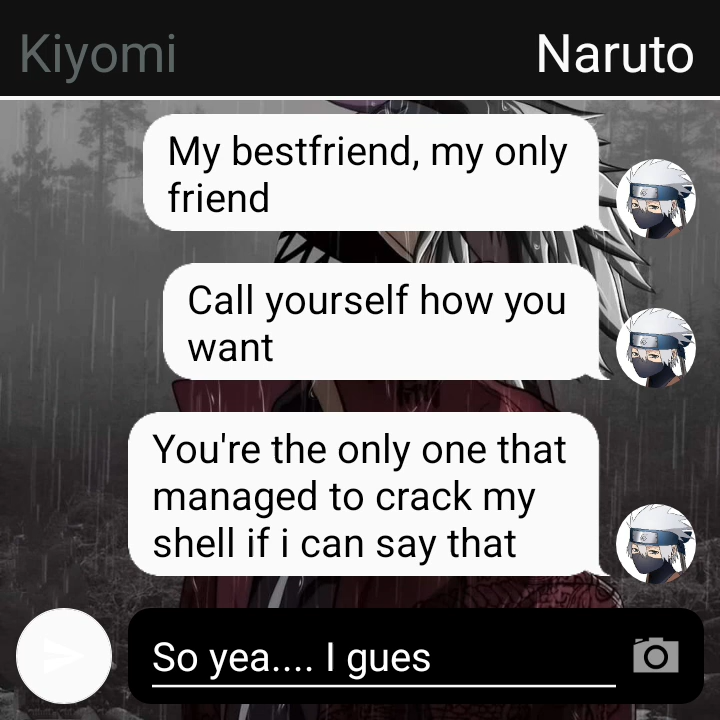 Kiyomi Naruto
My bestfriend, my only
friend
Call yourself how you
want
You're the only one that
managed to crack my
shell if i can say that
So yea.... I gues